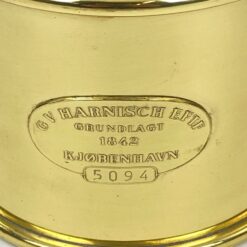 G V HARNISCH EFTF
GRUNDLAGT
1842
KJØBENHAVN
5094